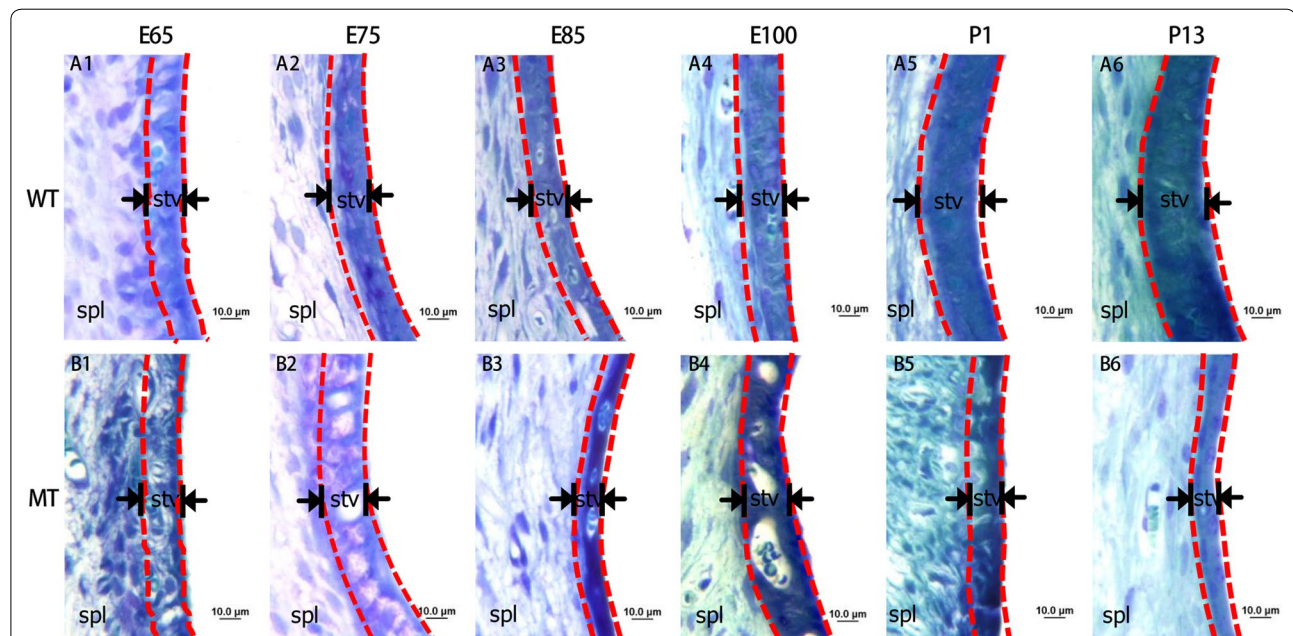 E65 E75 E85 E100 P1 P13
A1 A2 A3 A4 A5 A6
WT stv stv stv stv stv stv
spl 10.0 μm spl 10.0 μm spl 10.0 μm spl 10.0 μm spl 10.0 μm spl 10.0 μm
B1 B2 B3 B4 B5 B6
MT stv stv stv stv stv stv
spl 10.0 μm spl 10.0 μm spl 10.0 μm spl 10.0 μm spl 10.0 μm spl 10.0 μm